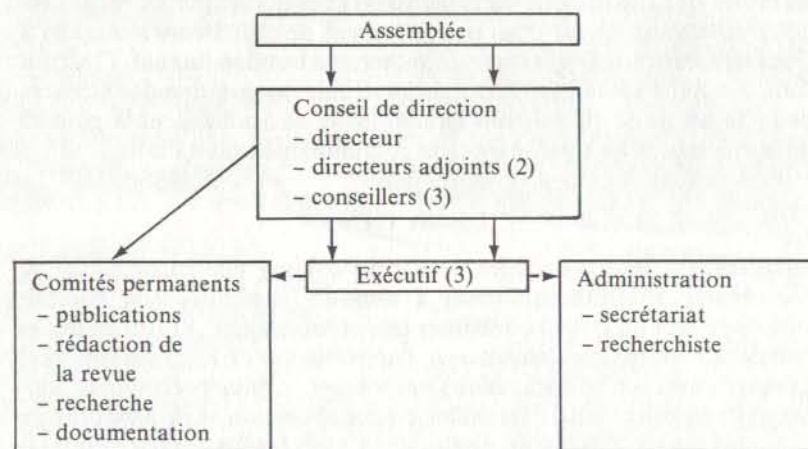 Assemblée
Conseil de direction
– directeur
– directeurs adjoints (2)
– conseillers (3)
Exécutif (3)
Comités permanents
– publications
– rédaction de
la revue
– recherche
– documentation
Administration
– secrétariat
– recherchiste